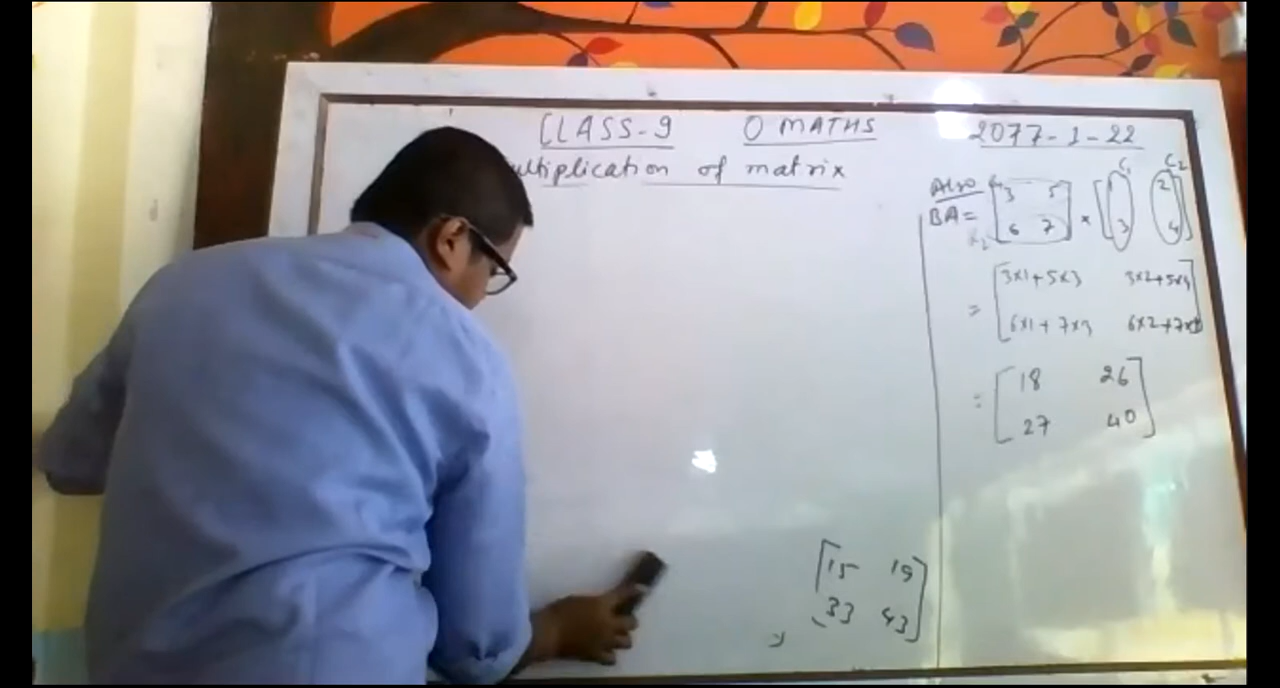 CLASS-9 O MATHS 2077-1-22
ultiplication of matrix
Also
BA= [3 5 × [1 2
6 7] 3 4]
C1 C2
R2
= [3×1+5×3 3×2+5×4
6×1+7×3 6×2+7×4]
= [18 26
27 40]
[15 19
33 43]